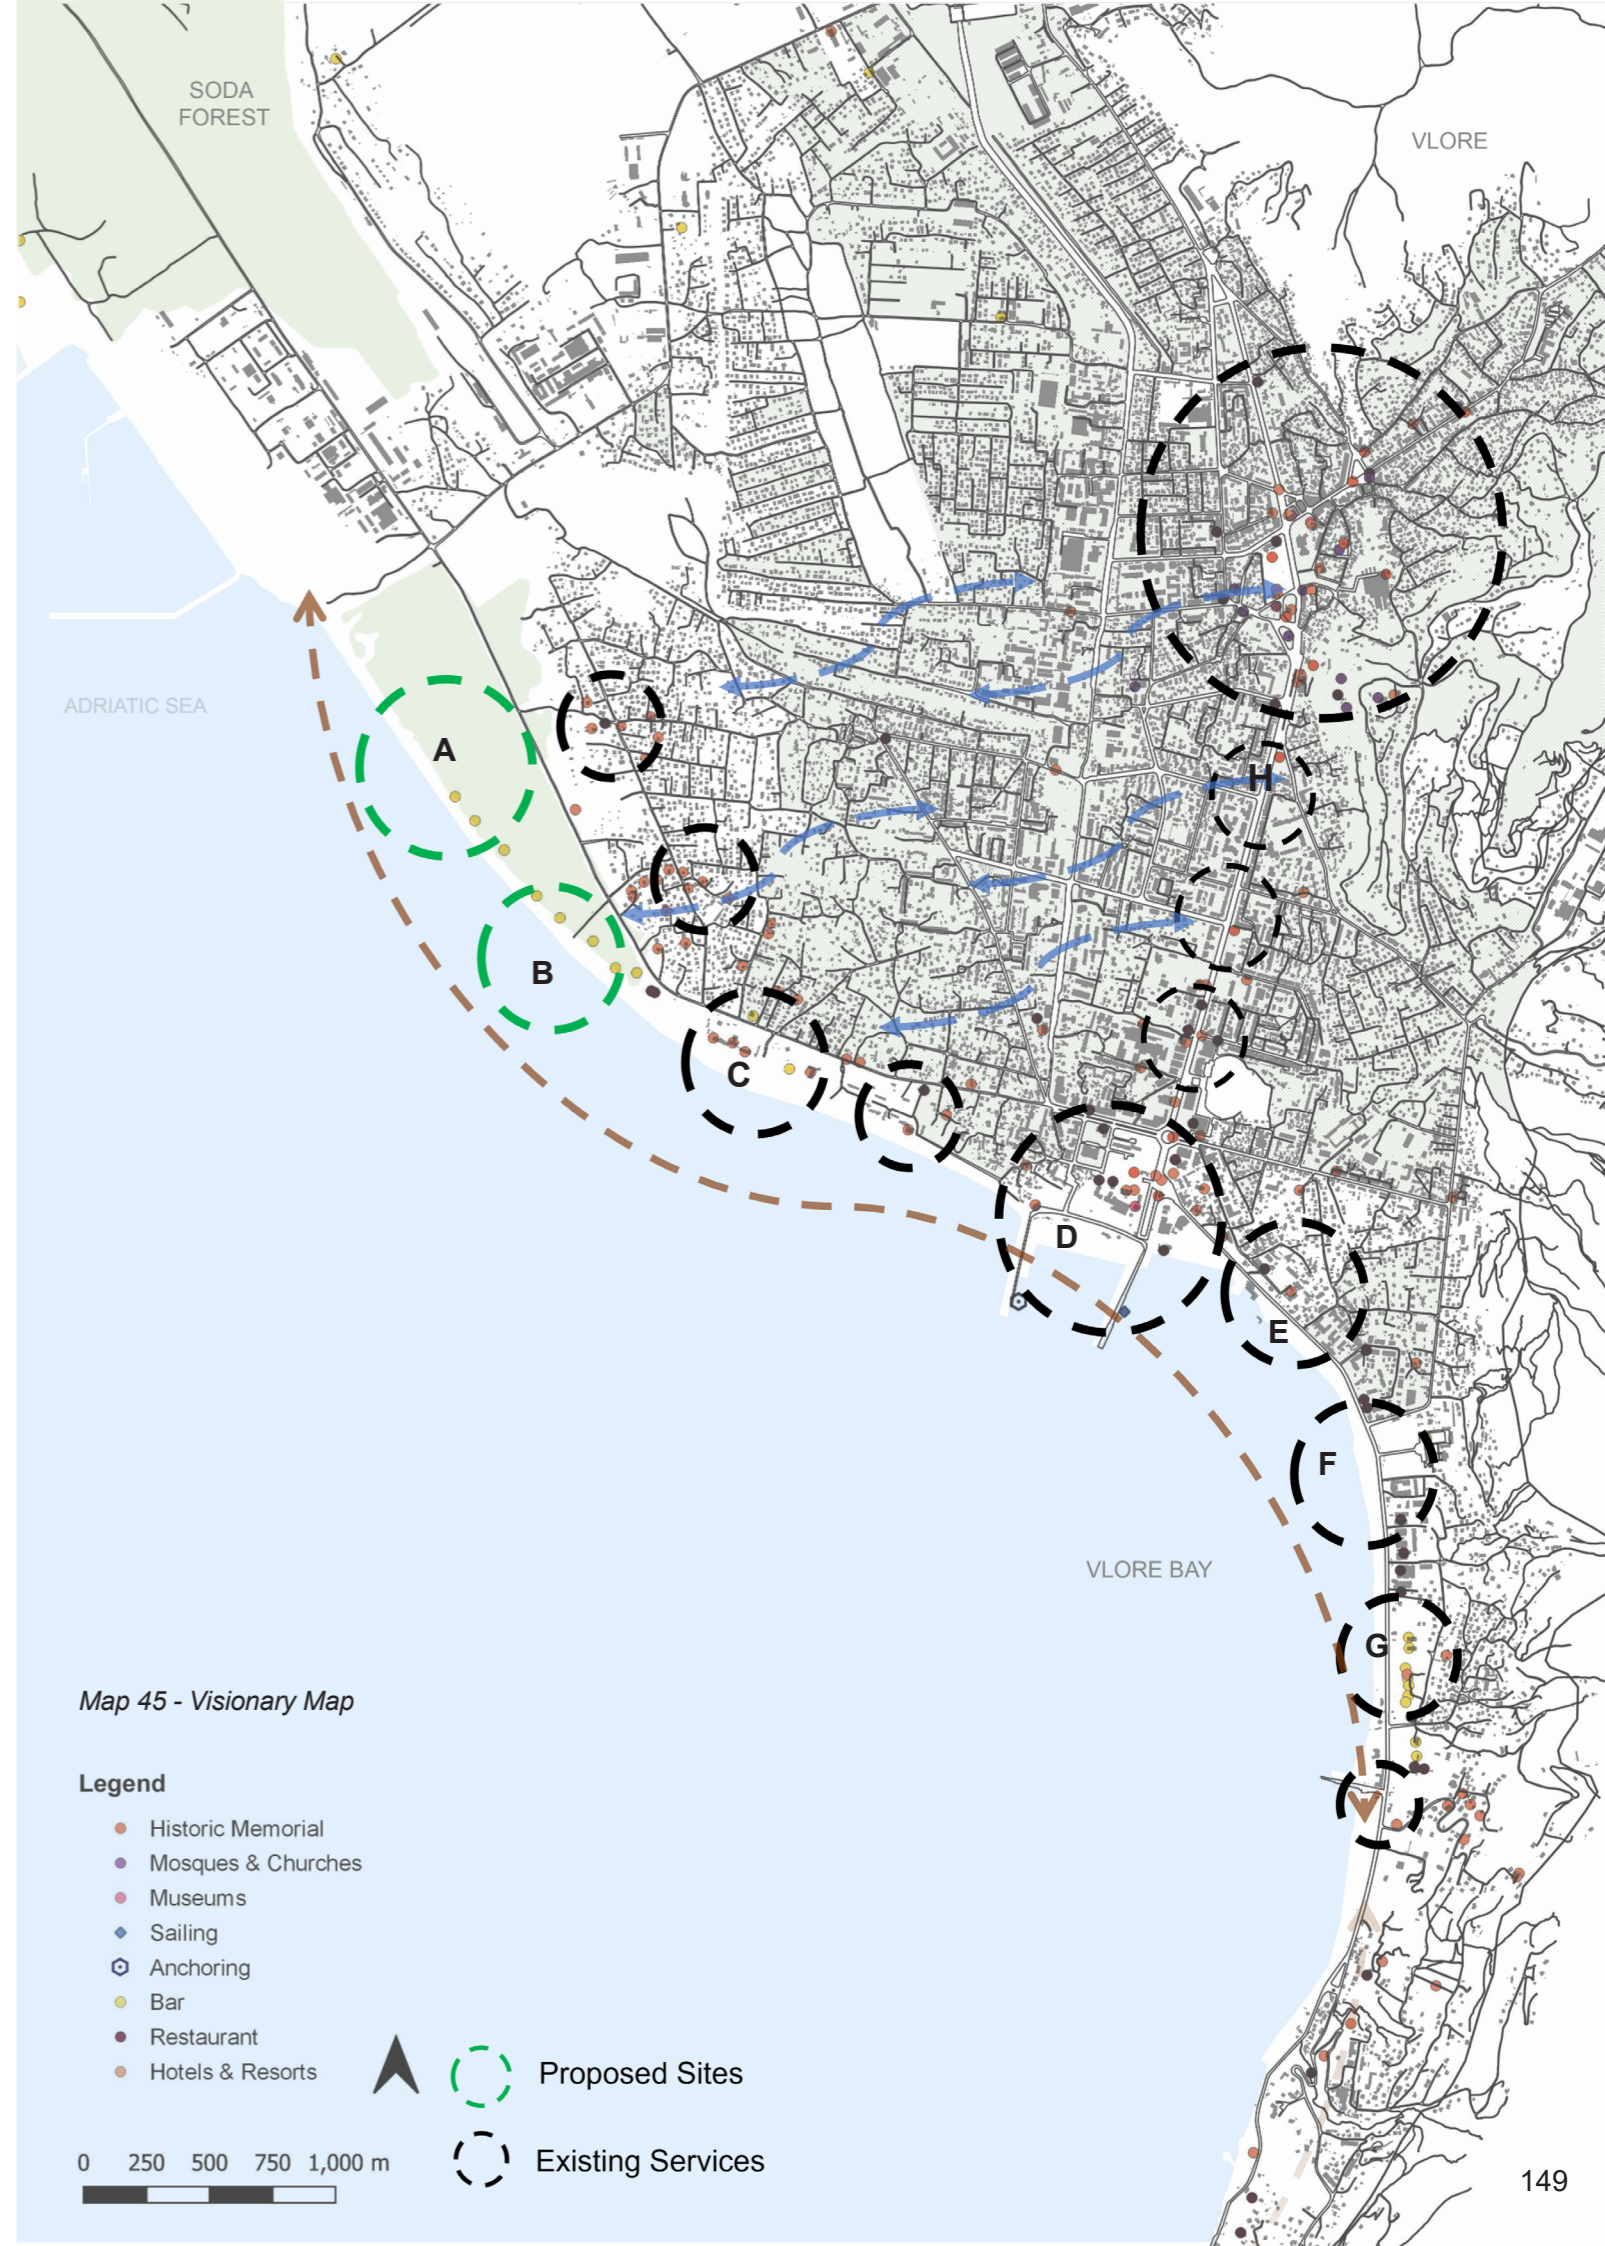 SODA
FOREST
VLORE
ADRIATIC SEA
A
H
B
C
D
E
F
VLORE BAY
G
Map 45 - Visionary Map
Legend
Historic Memorial
Mosques & Churches
Museums
Sailing
Anchoring
Bar
Restaurant
Hotels & Resorts
Proposed Sites
Existing Services
0 250 500 750 1,000 m
149